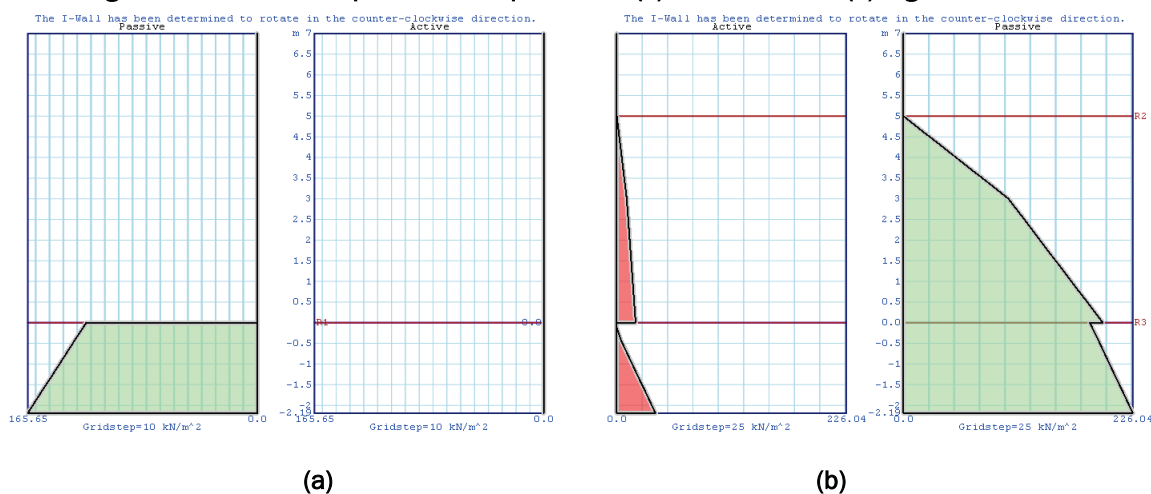 The I-Wall has been determined to rotate in the counter-clockwise direction.
Passive
Active
m 7
6.5
6
5.5
5
4.5
4
3.5
3
2.5
2
1.5
1
0.5
0.0
-0.5
-1
-1.5
-2
-2.18
R1
0.0
165.65
0.0
165.65
0.0
Gridstep=10 kN/m^2
Gridstep=10 kN/m^2
(a)
The I-Wall has been determined to rotate in the counter-clockwise direction.
Active
Passive
m 7
6.5
6
5.5
5
4.5
4
3.5
3
2.5
2
1.5
1
0.5
0.0
-0.5
-1
-1.5
-2
-2.18
R2
R3
0.0
226.04
0.0
226.04
Gridstep=25 kN/m^2
Gridstep=25 kN/m^2
(b)